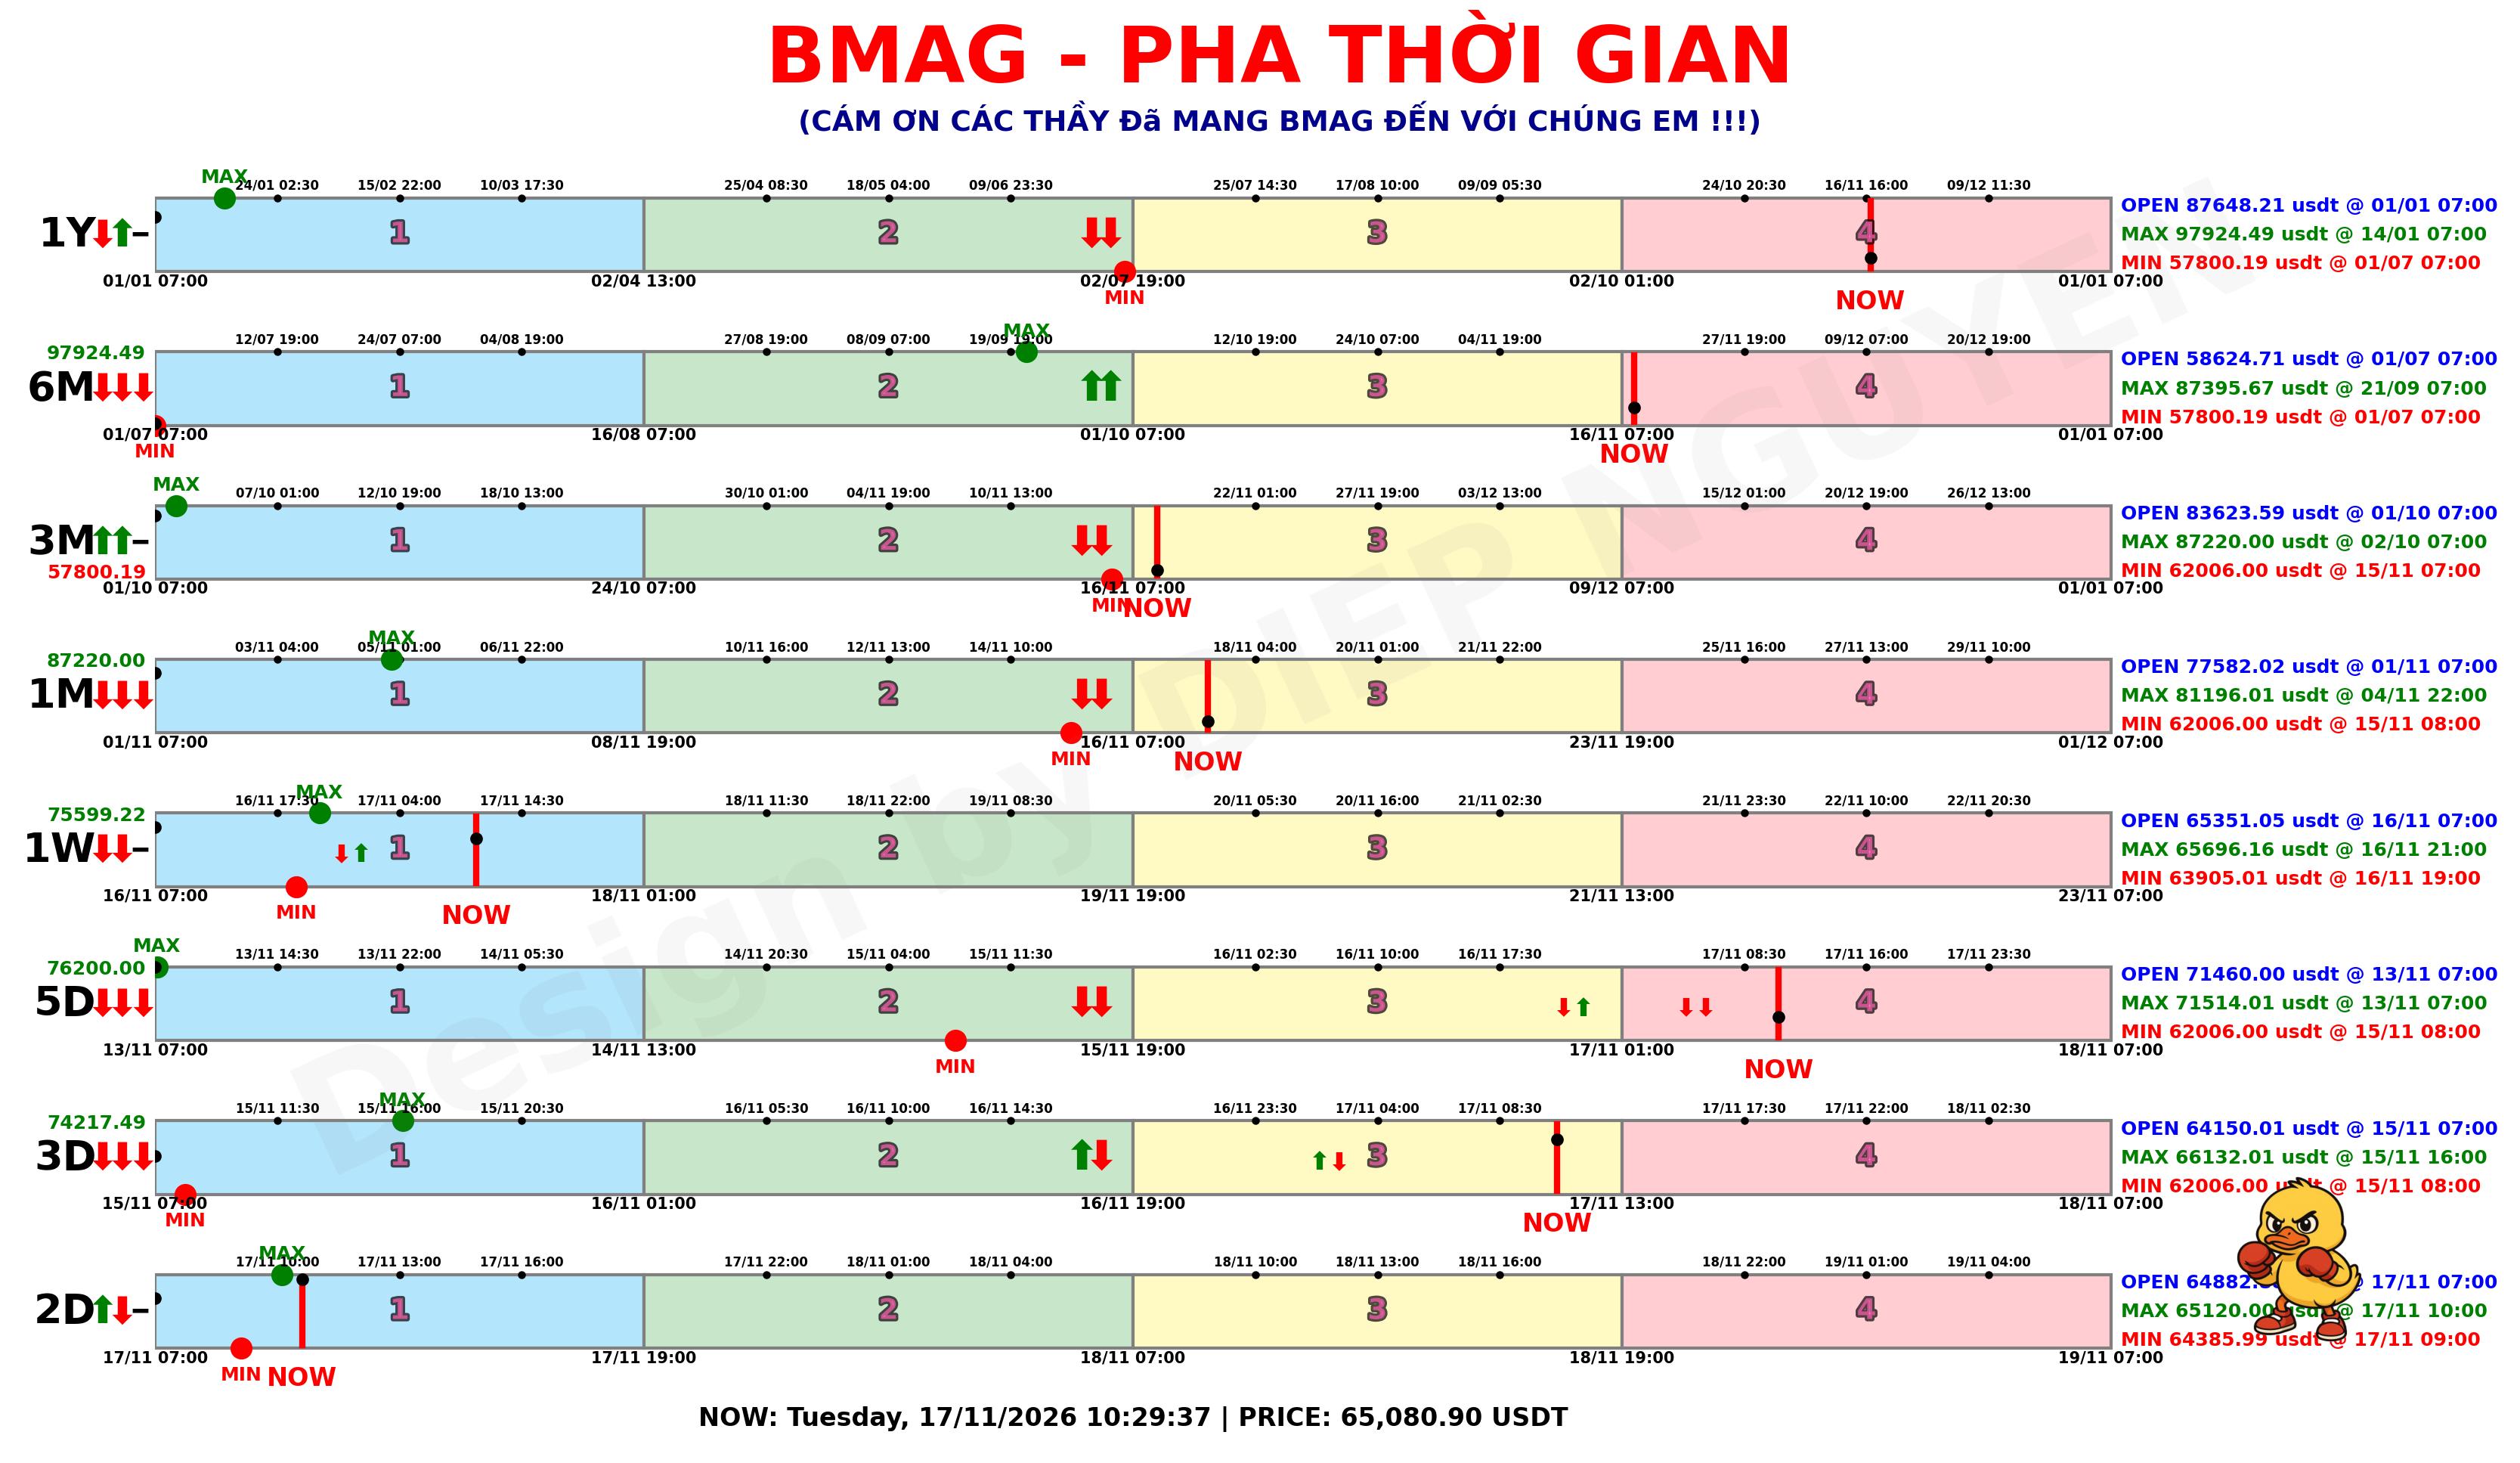 BMAG - PHA THỜI GIAN
(CÁM ƠN CÁC THẦY Đã MANG BMAG ĐẾN VỚI CHÚNG EM !!!)
MAX
24/01 02:30 15/02 22:00 10/03 17:30 25/04 08:30 18/05 04:00 09/06 23:30 25/07 14:30 17/08 10:00 09/09 05:30 24/10 20:30 16/11 16:00 09/12 11:30
OPEN 87648.21 usdt @ 01/01 07:00
1Y 1 2 3 4 MAX 97924.49 usdt @ 14/01 07:00
MIN 57800.19 usdt @ 01/07 07:00
01/01 07:00 02/04 13:00 02/07 19:00 02/10 01:00 01/01 07:00
MIN NOW
MAX
12/07 19:00 24/07 07:00 04/08 19:00 27/08 19:00 08/09 07:00 19/09 19:00 12/10 19:00 24/10 07:00 04/11 19:00 27/11 19:00 09/12 07:00 20/12 19:00
97924.49 OPEN 58624.71 usdt @ 01/07 07:00
6M 1 2 3 4 MAX 87395.67 usdt @ 21/09 07:00
MIN 57800.19 usdt @ 01/07 07:00
01/07 07:00 16/08 07:00 01/10 07:00 16/11 07:00 01/01 07:00
MIN NOW
MAX
07/10 01:00 12/10 19:00 18/10 13:00 30/10 01:00 04/11 19:00 10/11 13:00 22/11 01:00 27/11 19:00 03/12 13:00 15/12 01:00 20/12 19:00 26/12 13:00
OPEN 83623.59 usdt @ 01/10 07:00
3M 1 2 3 4 MAX 87220.00 usdt @ 02/10 07:00
57800.19 MIN 62006.00 usdt @ 15/11 07:00
01/10 07:00 24/10 07:00 16/11 07:00 09/12 07:00 01/01 07:00
MIN NOW
MAX
03/11 04:00 05/11 01:00 06/11 22:00 10/11 16:00 12/11 13:00 14/11 10:00 18/11 04:00 20/11 01:00 21/11 22:00 25/11 16:00 27/11 13:00 29/11 10:00
87220.00 OPEN 77582.02 usdt @ 01/11 07:00
1M 1 2 3 4 MAX 81196.01 usdt @ 04/11 22:00
MIN 62006.00 usdt @ 15/11 08:00
01/11 07:00 08/11 19:00 16/11 07:00 23/11 19:00 01/12 07:00
MIN NOW
MAX
16/11 17:30 17/11 04:00 17/11 14:30 18/11 11:30 18/11 22:00 19/11 08:30 20/11 05:30 20/11 16:00 21/11 02:30 21/11 23:30 22/11 10:00 22/11 20:30
75599.22 OPEN 65351.05 usdt @ 16/11 07:00
1W 1 2 3 4 MAX 65696.16 usdt @ 16/11 21:00
MIN 63905.01 usdt @ 16/11 19:00
16/11 07:00 18/11 01:00 19/11 19:00 21/11 13:00 23/11 07:00
MIN NOW
MAX
13/11 14:30 13/11 22:00 14/11 05:30 14/11 20:30 15/11 04:00 15/11 11:30 16/11 02:30 16/11 10:00 16/11 17:30 17/11 08:30 17/11 16:00 17/11 23:30
76200.00 OPEN 71460.00 usdt @ 13/11 07:00
5D 1 2 3 4 MAX 71514.01 usdt @ 13/11 07:00
MIN 62006.00 usdt @ 15/11 08:00
13/11 07:00 14/11 13:00 15/11 19:00 17/11 01:00 18/11 07:00
MIN NOW
MAX
15/11 11:30 15/11 16:00 15/11 20:30 16/11 05:30 16/11 10:00 16/11 14:30 16/11 23:30 17/11 04:00 17/11 08:30 17/11 17:30 17/11 22:00 18/11 02:30
74217.49 OPEN 64150.01 usdt @ 15/11 07:00
3D 1 2 3 4 MAX 66132.01 usdt @ 15/11 16:00
MIN 62006.00 usdt @ 15/11 08:00
15/11 07:00 16/11 01:00 16/11 19:00 17/11 13:00 18/11 07:00
MIN NOW
MAX
17/11 10:00 17/11 13:00 17/11 16:00 17/11 22:00 18/11 01:00 18/11 04:00 18/11 10:00 18/11 13:00 18/11 16:00 18/11 22:00 19/11 01:00 19/11 04:00
OPEN @ 17/11 07:00
2D 1 2 3 4 MAX 65120.00 usdt @ 17/11 10:00
MIN 64385.99 usdt @ 17/11 09:00
17/11 07:00 17/11 19:00 18/11 07:00 18/11 19:00 19/11 07:00
MIN NOW
NOW: Tuesday, 17/11/2026 10:29:37 | PRICE: 65,080.90 USDT
Design by DIEP NGUYEN